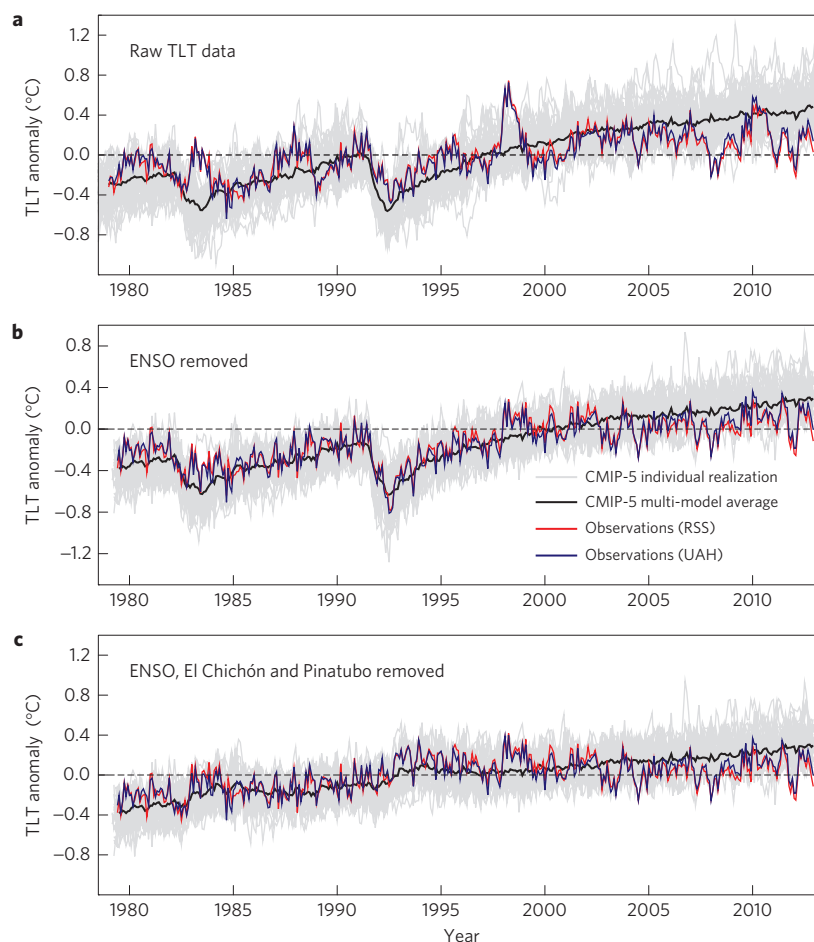 a
Raw TLT data
TLT anomaly (°C)
1.2
0.8
0.4
0.0
−0.4
−0.8
1980 1985 1990 1995 2000 2005 2010
b
ENSO removed
TLT anomaly (°C)
0.8
0.4
0.0
−0.4
−0.8
−1.2
CMIP-5 individual realization
CMIP-5 multi-model average
Observations (RSS)
Observations (UAH)
1980 1985 1990 1995 2000 2005 2010
c
ENSO, El Chichón and Pinatubo removed
TLT anomaly (°C)
1.2
0.8
0.4
0.0
−0.4
−0.8
1980 1985 1990 1995 2000 2005 2010
Year